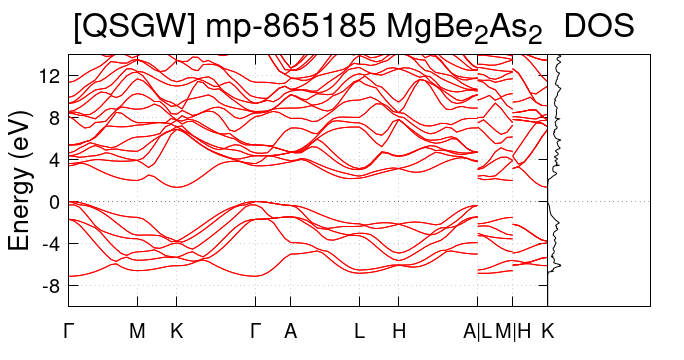 [QSGW] mp-865185 MgBe₂As₂ DOS
Energy (eV)
12
8
4
0
-4
-8
Γ M K Γ A L H A|L M|H K